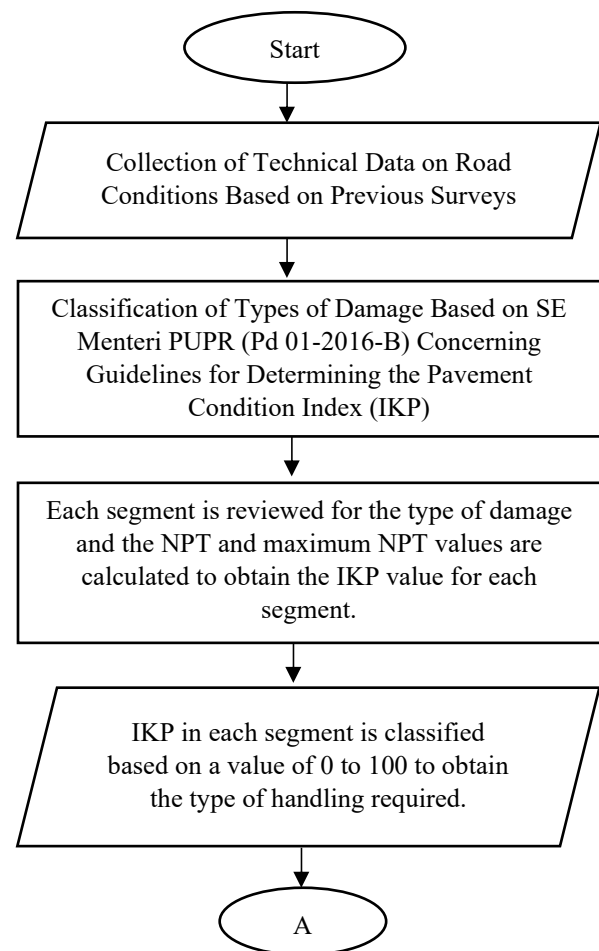 Start
Collection of Technical Data on Road
Conditions Based on Previous Surveys
Classification of Types of Damage Based on SE
Menteri PUPR (Pd 01-2016-B) Concerning
Guidelines for Determining the Pavement
Condition Index (IKP)
Each segment is reviewed for the type of damage
and the NPT and maximum NPT values are
calculated to obtain the IKP value for each
segment.
IKP in each segment is classified
based on a value of 0 to 100 to obtain
the type of handling required.
A